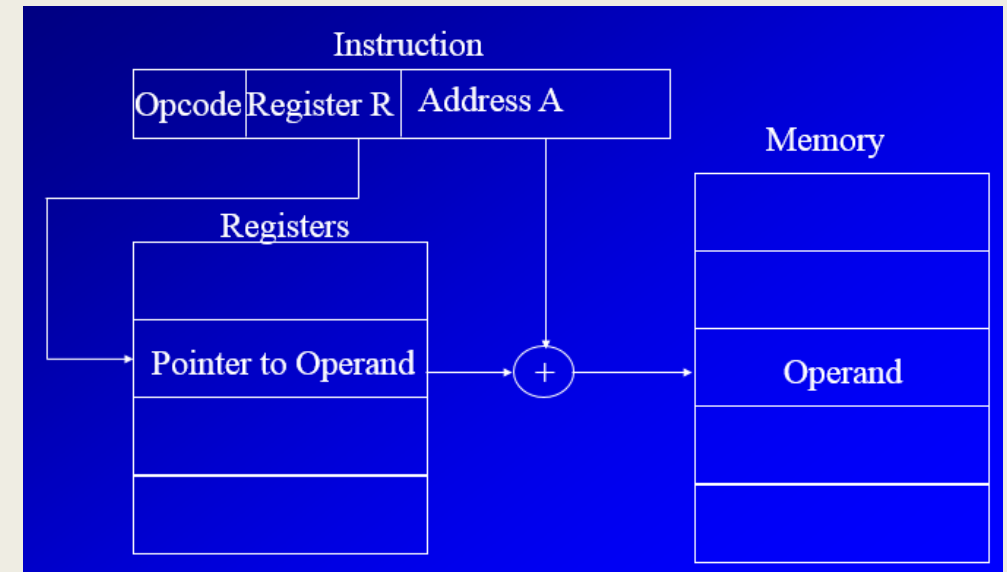 Instruction
Opcode Register R Address A
Memory
Registers
Pointer to Operand
+
Operand